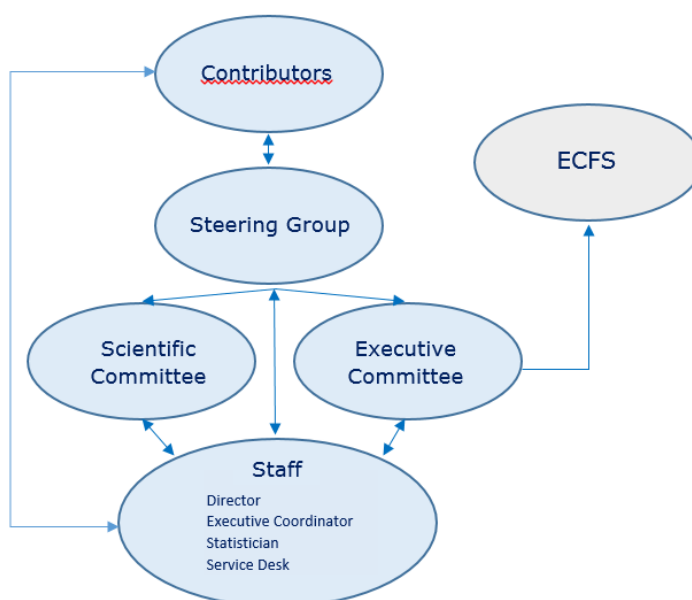 Contributors
ECFS
Steering Group
Scientific
Committee
Executive
Committee
Staff
Director
Executive Coordinator
Statistician
Service Desk